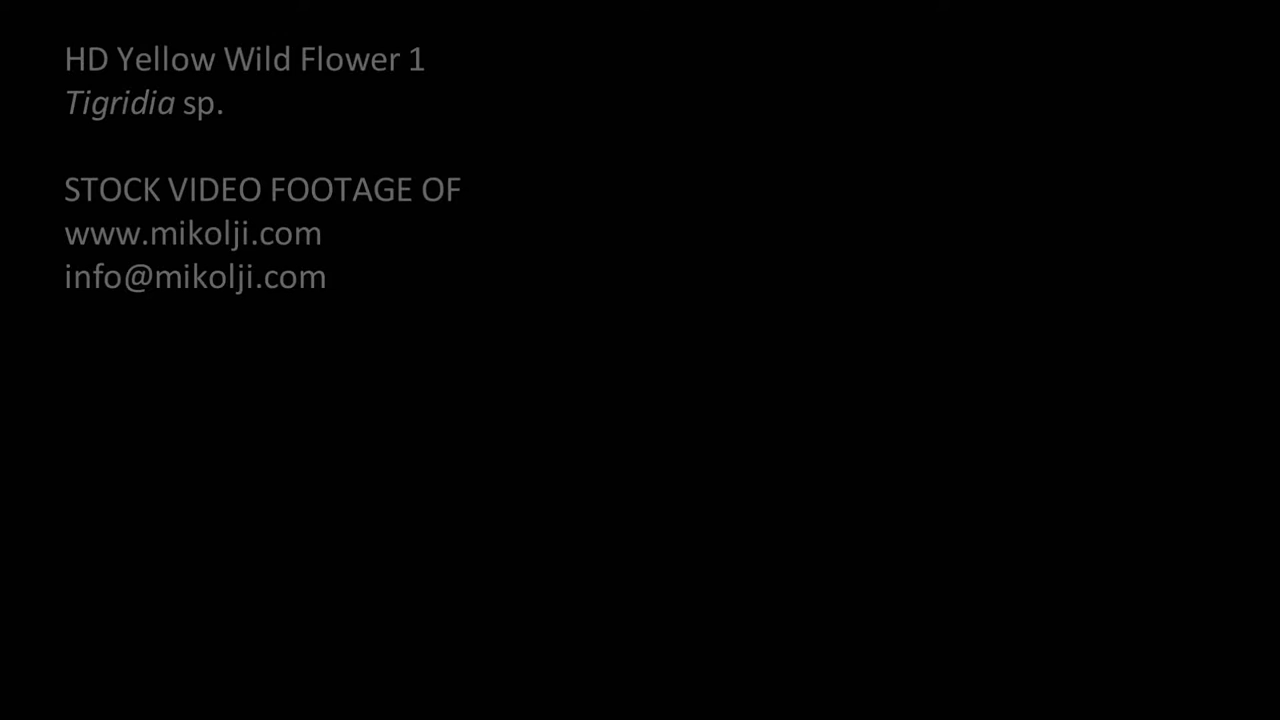 HD Yellow Wild Flower 1
Tigridia sp.
STOCK VIDEO FOOTAGE OF
www.mikolji.com
info@mikolji.com